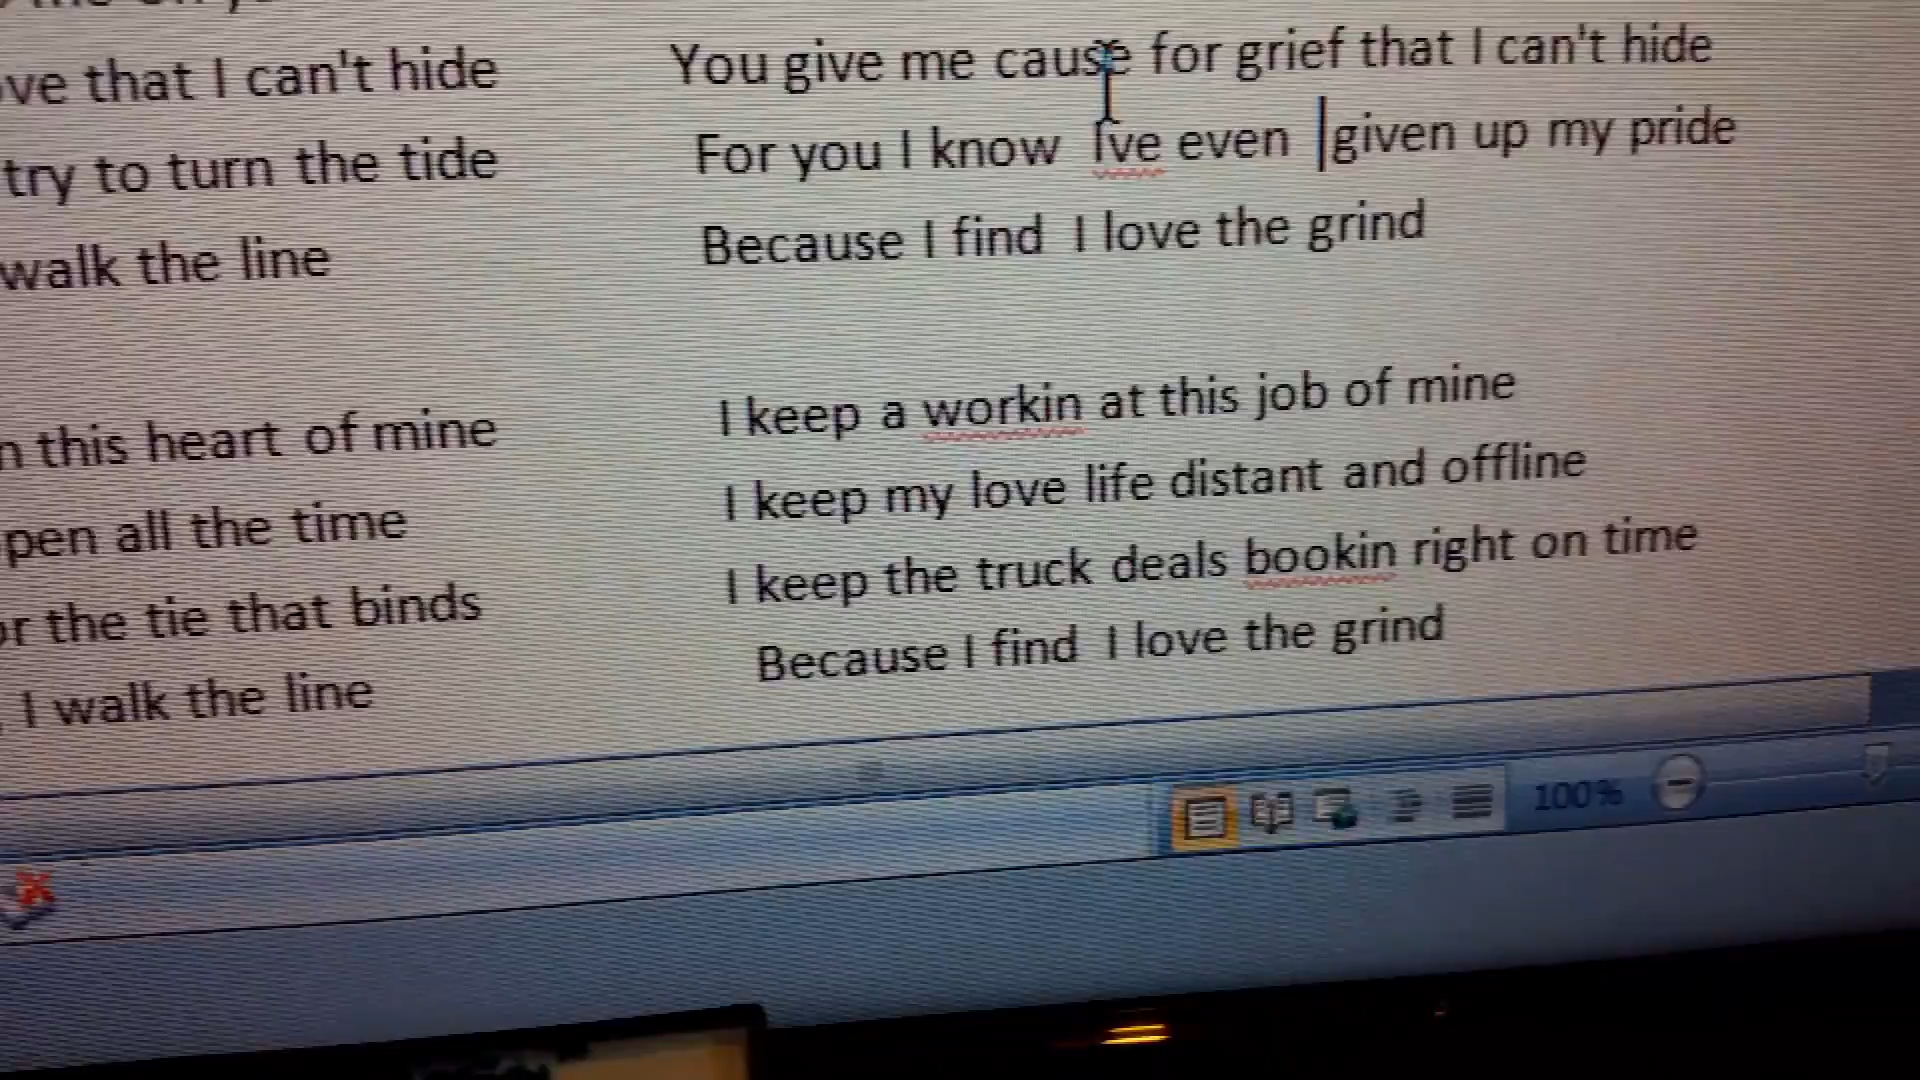 ve that I can't hide
try to turn the tide
walk the line
this heart of mine
all the time
the tie that binds
I walk the line
You give me cause for grief that I can't hide
For you I know Ive even given up my pride
Because I find I love the grind
I keep a workin at this job of mine
I keep my love life distant and offline
I keep the truck deals bookin right on time
Because I find I love the grind
100%